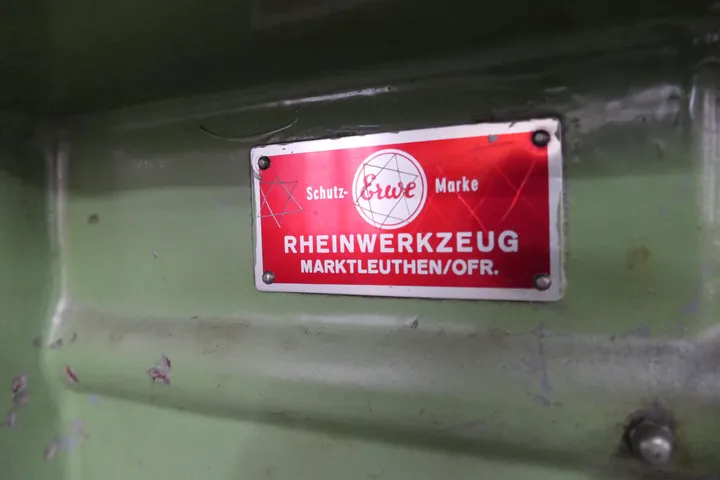 Schutz- Erwe Marke
RHEINWERKZEUG
MARKTLEUTHEN/OFR.